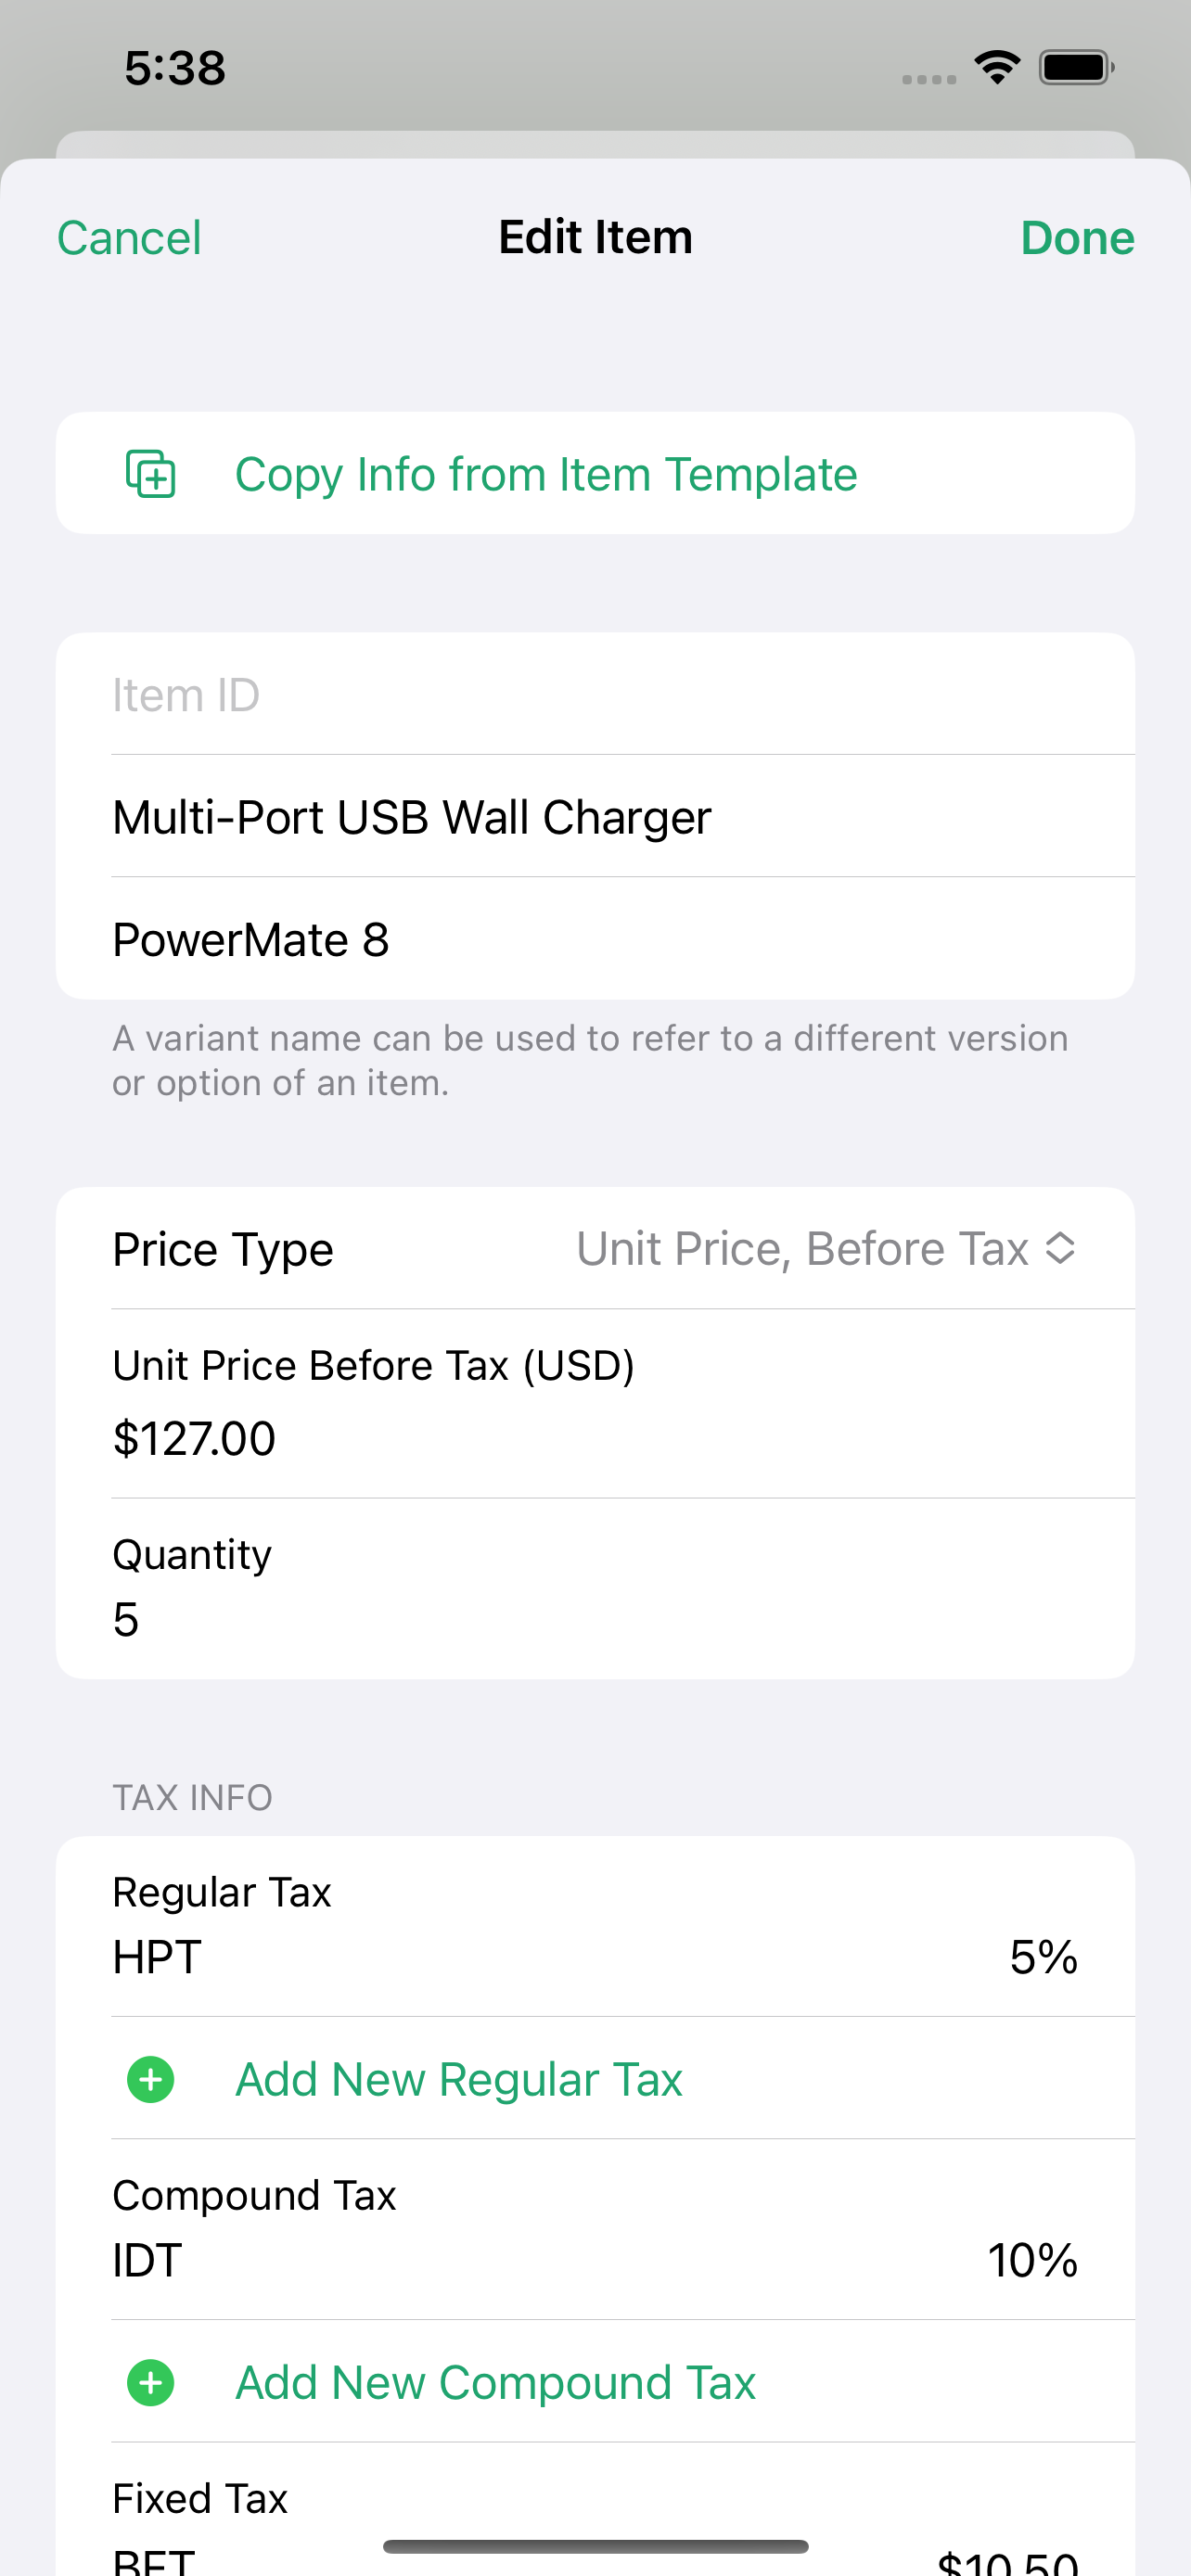 5:38
Cancel
Edit Item
Done
Copy Info from Item Template
Item ID
Multi-Port USB Wall Charger
PowerMate 8
A variant name can be used to refer to a different version
or option of an item.
Price Type
Unit Price, Before Tax
Unit Price Before Tax (USD)
$127.00
Quantity
5
TAX INFO
Regular Tax
HPT 5%
Add New Regular Tax
Compound Tax
IDT 10%
Add New Compound Tax
Fixed Tax
$10.50